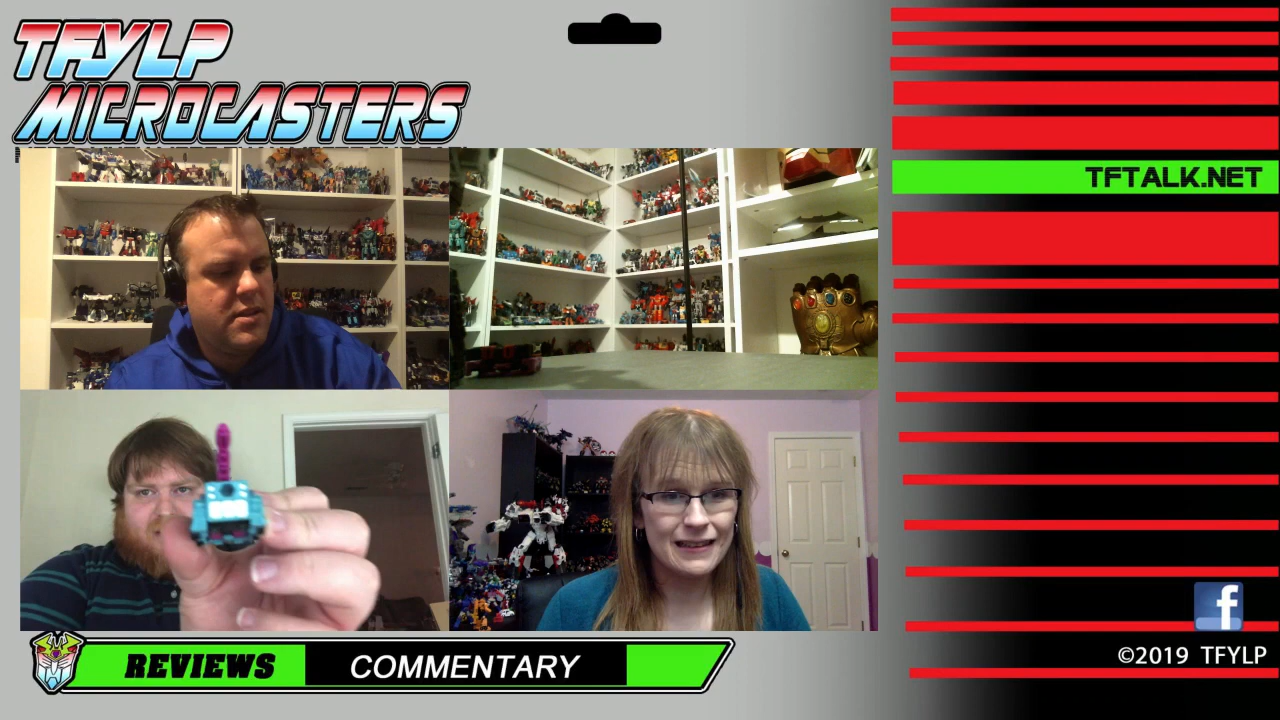 TFYLP
MICROCASTERS
TFTALK.NET
REVIEWS
COMMENTARY
f
©2019 TFYLP